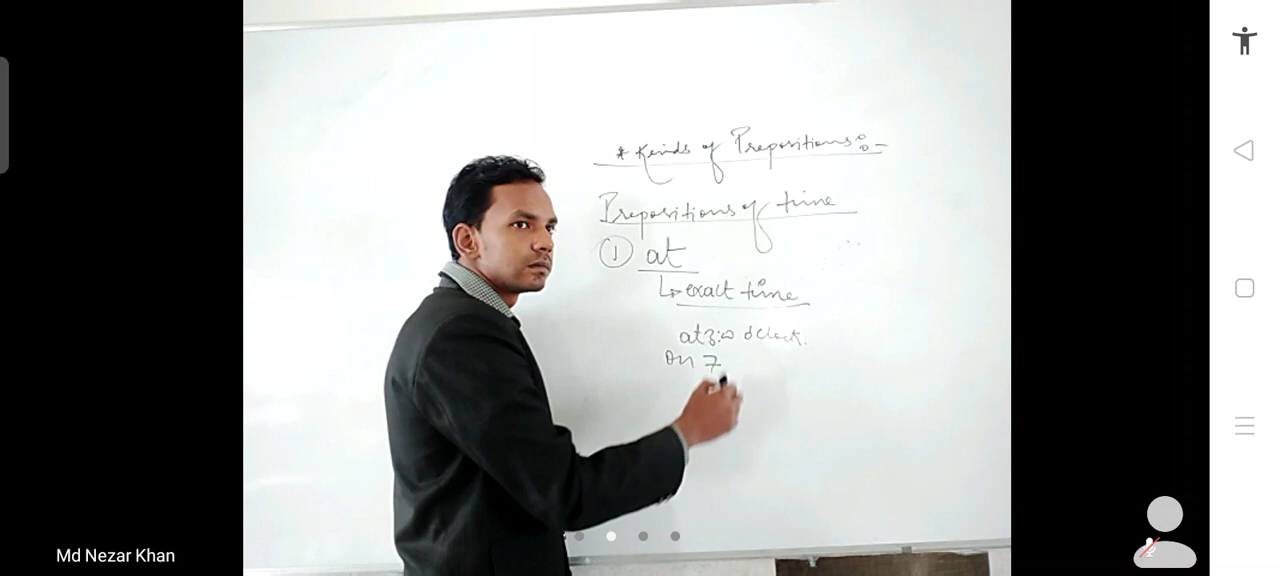 * Kinds of Prepositions:-
Prepositions of time
① at
↳ exact time
at 3:00 o'clock.
on 7
Md Nezar Khan